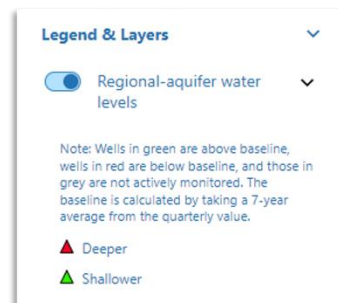 Legend & Layers
Regional-aquifer water
levels
Note: Wells in green are above baseline,
wells in red are below baseline, and those in
grey are not actively monitored. The
baseline is calculated by taking a 7-year
average from the quarterly value.
Deeper
Shallower